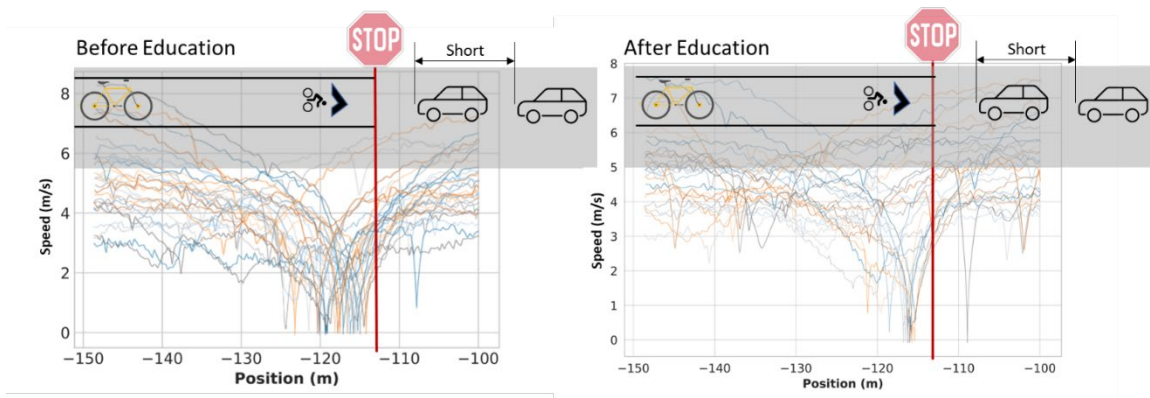 Before Education
STOP
Short
8
6
4
2
0
Speed (m/s)
−150
−140
−130
−120
−110
−100
Position (m)
After Education
STOP
Short
8
7
6
5
4
3
2
1
0
Speed (m/s)
−150
−140
−130
−120
−110
−100
Position (m)